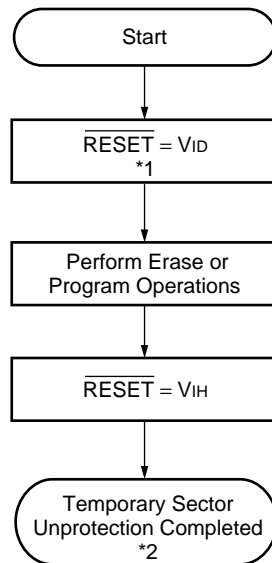 Start
RESET = VID
*1
Perform Erase or
Program Operations
RESET = VIH
Temporary Sector
Unprotection Completed
*2